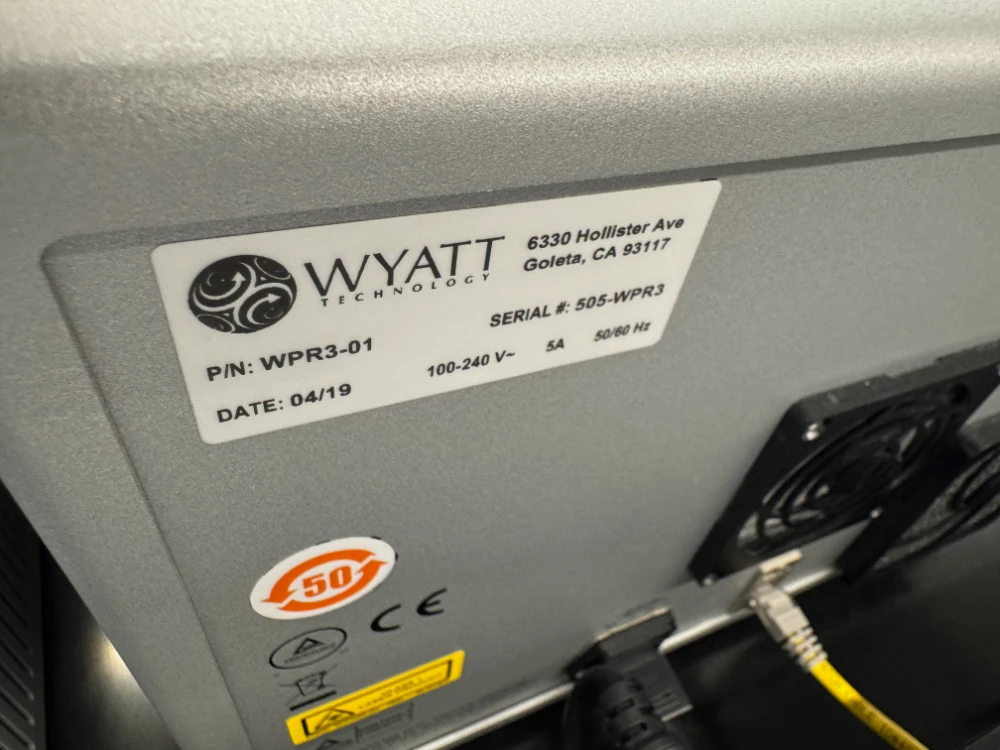 WYATT
TECHNOLOGY
6330 Hollister Ave
Goleta, CA 93117
P/N: WPR3-01
SERIAL #: 505-WPR3
DATE: 04/19
100-240 V~ 5A 50/60 Hz
50
CE